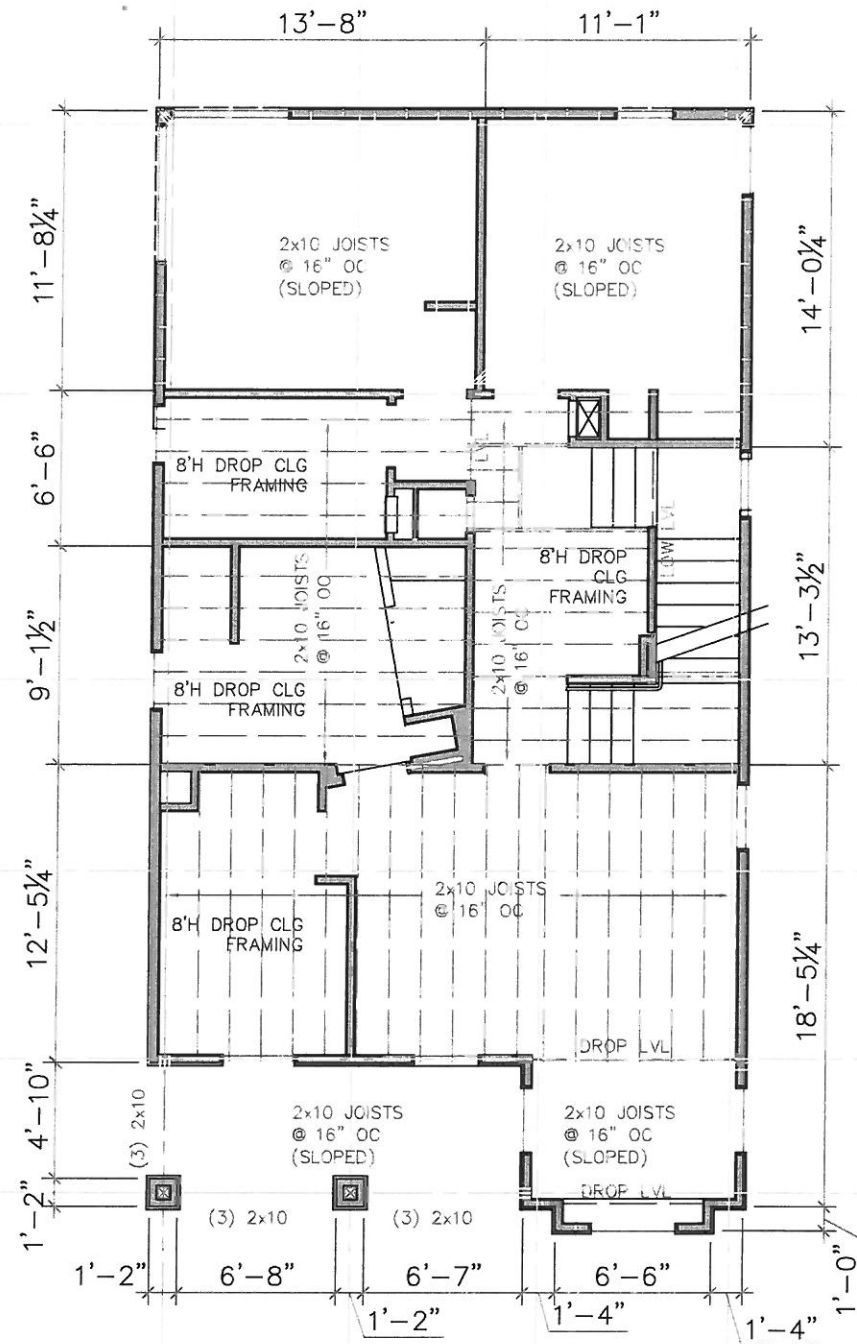 13'-8"
11'-1"
11'-8¼"
14'-0¼"
2x10 JOISTS
@ 16" OC
(SLOPED)
2x10 JOISTS
@ 16" OC
(SLOPED)
6'-6"
8'H DROP CLG
FRAMING
LVL
LOW LVL
8'H DROP
CLG
FRAMING
2x10 JOISTS
@ 16" OC
2x10 JOISTS
@ 16" OC
13'-3½"
9'-1½"
8'H DROP CLG
FRAMING
12'-5¼"
2x10 JOISTS
@ 16" OC
8'H DROP CLG
FRAMING
18'-5¼"
DROP LVL
4'-10"
(3) 2x10
2x10 JOISTS
@ 16" OC
(SLOPED)
2x10 JOISTS
@ 16" OC
(SLOPED)
DROP LVL
1'-2"
(3) 2x10
(3) 2x10
1'-0"
1'-2"
6'-8"
6'-7"
6'-6"
1'-2"
1'-4"
1'-4"